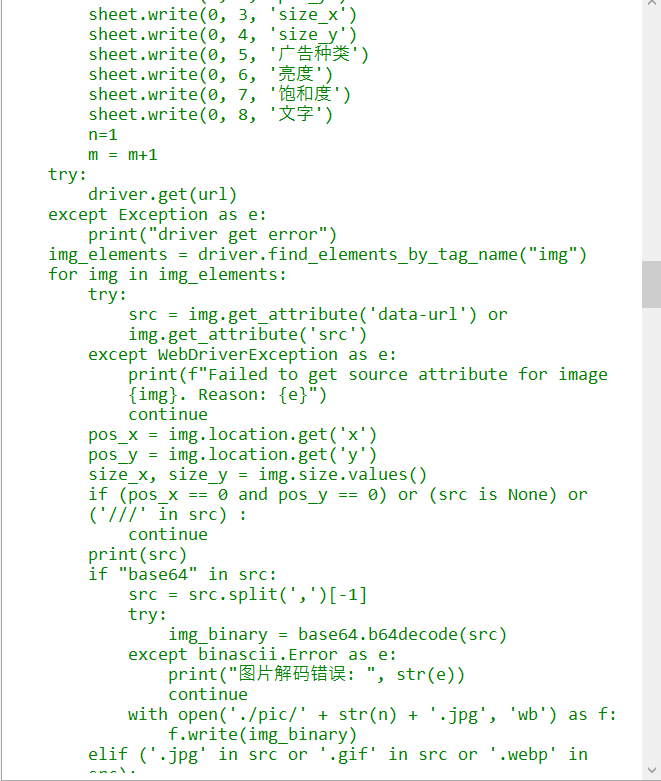 sheet.write(0, 3, 'size_x')
sheet.write(0, 4, 'size_y')
sheet.write(0, 5, '广告种类')
sheet.write(0, 6, '亮度')
sheet.write(0, 7, '饱和度')
sheet.write(0, 8, '文字')
n=1
m = m+1
try:
driver.get(url)
except Exception as e:
print("driver get error")
img_elements = driver.find_elements_by_tag_name("img")
for img in img_elements:
try:
src = img.get_attribute('data-url') or
img.get_attribute('src')
except WebDriverException as e:
print(f"Failed to get source attribute for image
{img}. Reason: {e}")
continue
pos_x = img.location.get('x')
pos_y = img.location.get('y')
size_x, size_y = img.size.values()
if (pos_x == 0 and pos_y == 0) or (src is None) or
('///' in src) :
continue
print(src)
if "base64" in src:
src = src.split(',')[-1]
try:
img_binary = base64.b64decode(src)
except binascii.Error as e:
print("图片解码错误: ", str(e))
continue
with open('./pic/' + str(n) + '.jpg', 'wb') as f:
f.write(img_binary)
elif ('.jpg' in src or '.gif' in src or '.webp' in